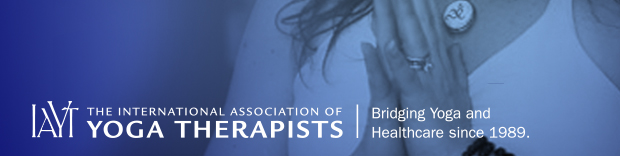 IAYT
THE INTERNATIONAL ASSOCIATION OF
YOGA THERAPISTS
Bridging Yoga and
Healthcare since 1989.